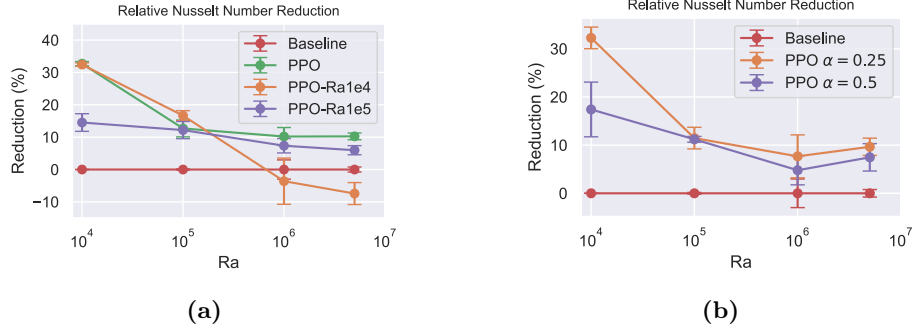 Relative Nusselt Number Reduction
Reduction (%)
40
30
20
10
0
−10
Baseline
PPO
PPO-Ra1e4
PPO-Ra1e5
10^4
10^5
10^6
10^7
Ra
(a)
Relative Nusselt Number Reduction
Reduction (%)
30
20
10
0
Baseline
PPO α = 0.25
PPO α = 0.5
10^4
10^5
10^6
10^7
Ra
(b)